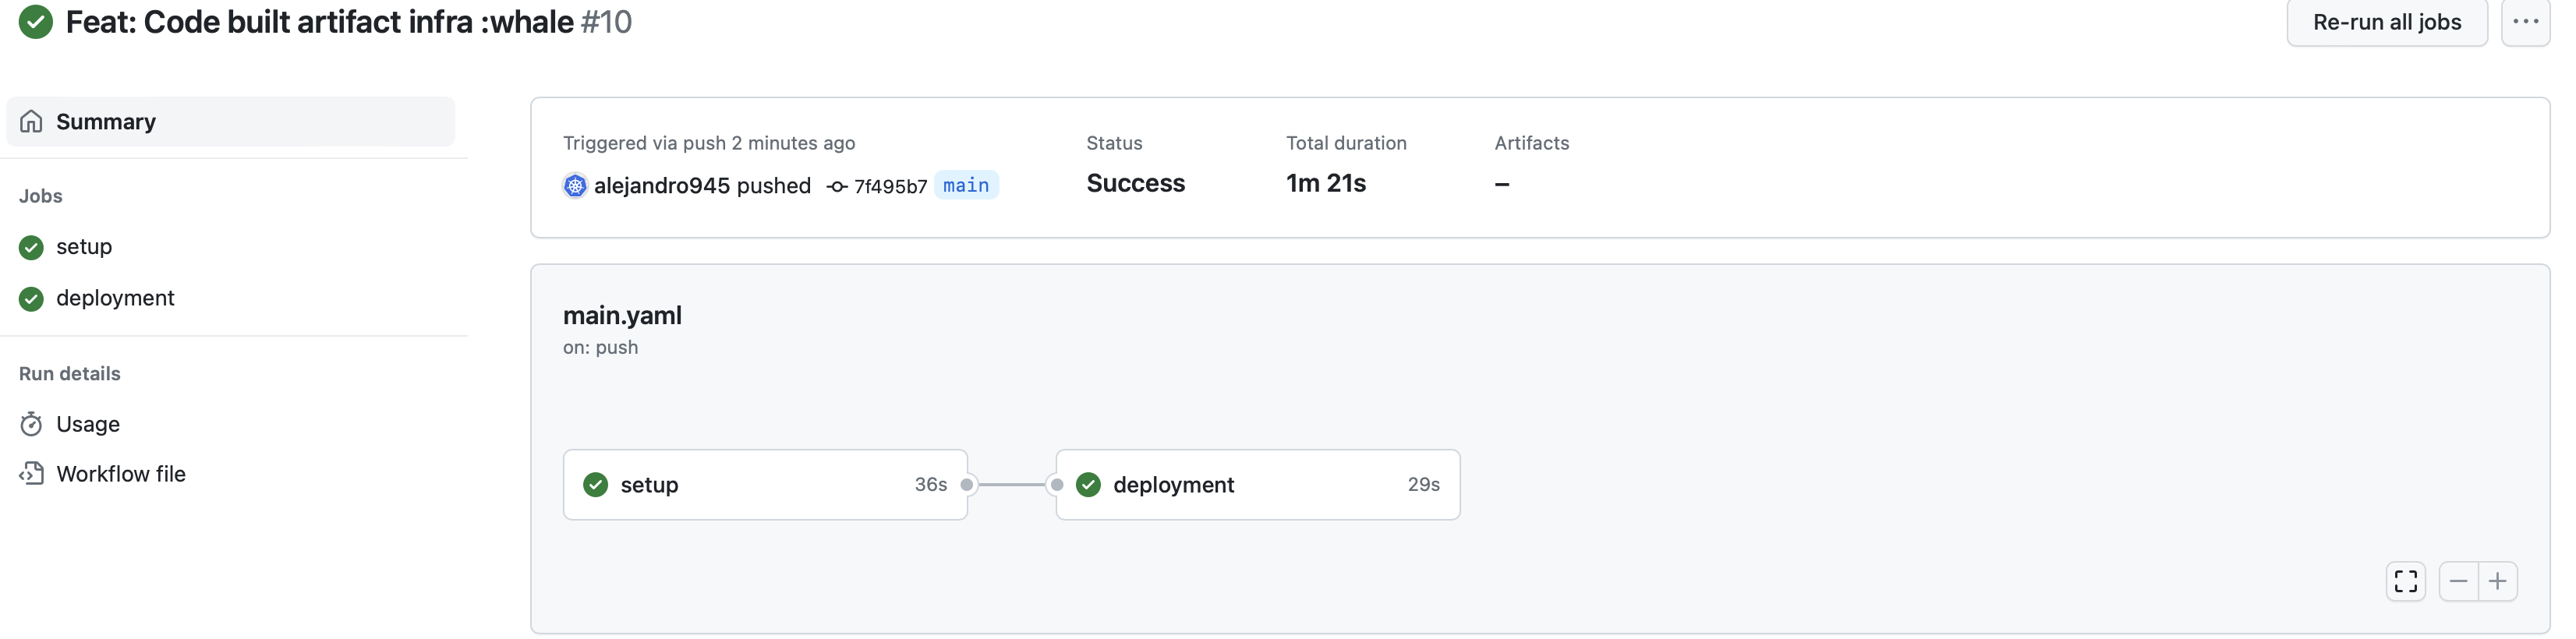 Feat: Code built artifact infra :whale #10
Re-run all jobs
Summary
Jobs
setup
deployment
Run details
Usage
Workflow file
Triggered via push 2 minutes ago
alejandro945 pushed 7f495b7 main
Status
Success
Total duration
1m 21s
Artifacts
–
main.yaml
on: push
setup 36s
deployment 29s